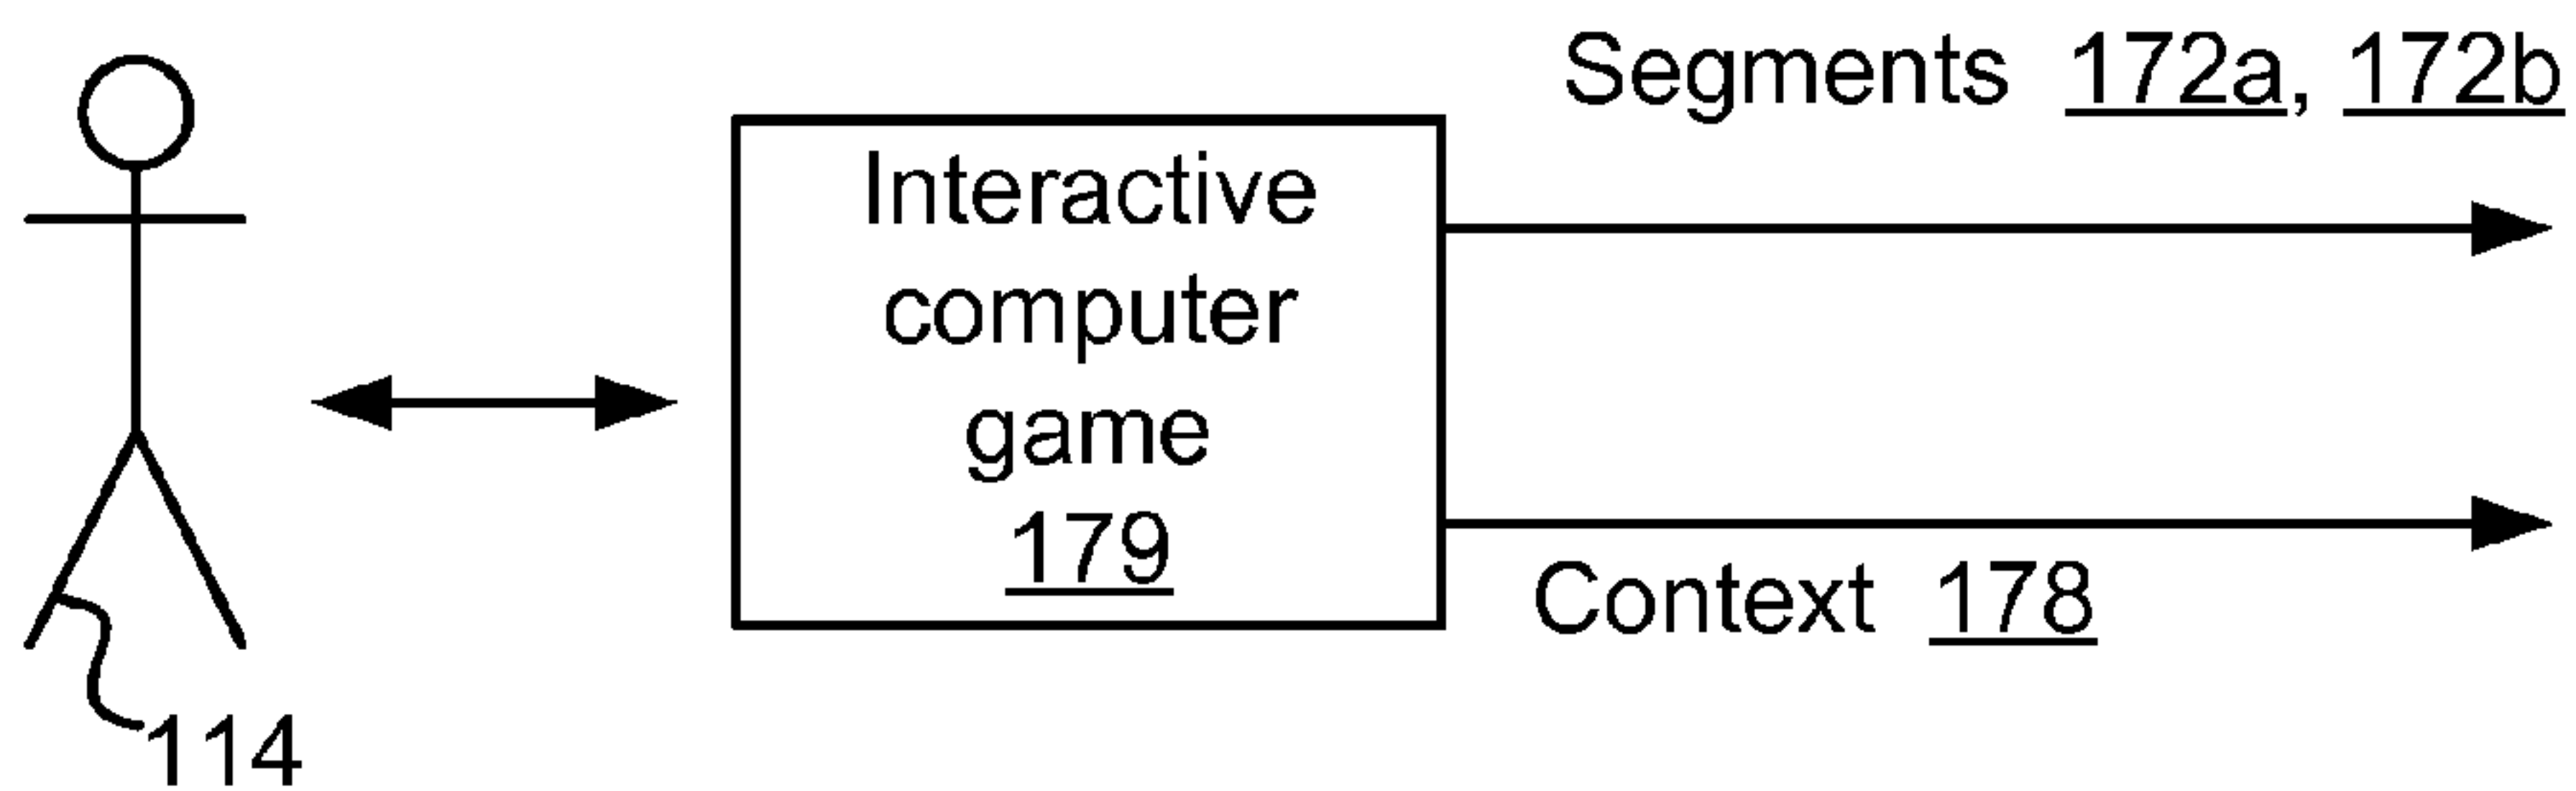 Segments 172a, 172b
Interactive
computer
game
179
Context 178
114